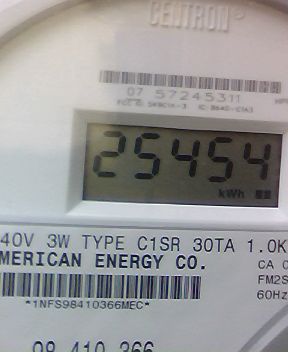 CENTRON®
07 57245311
25454
kWh
40V 3W TYPE C1SR 30TA 1.0K
MERICAN ENERGY CO.
CA 0
FM2S
60Hz
*1NFS98410366MEC*
98 410 366